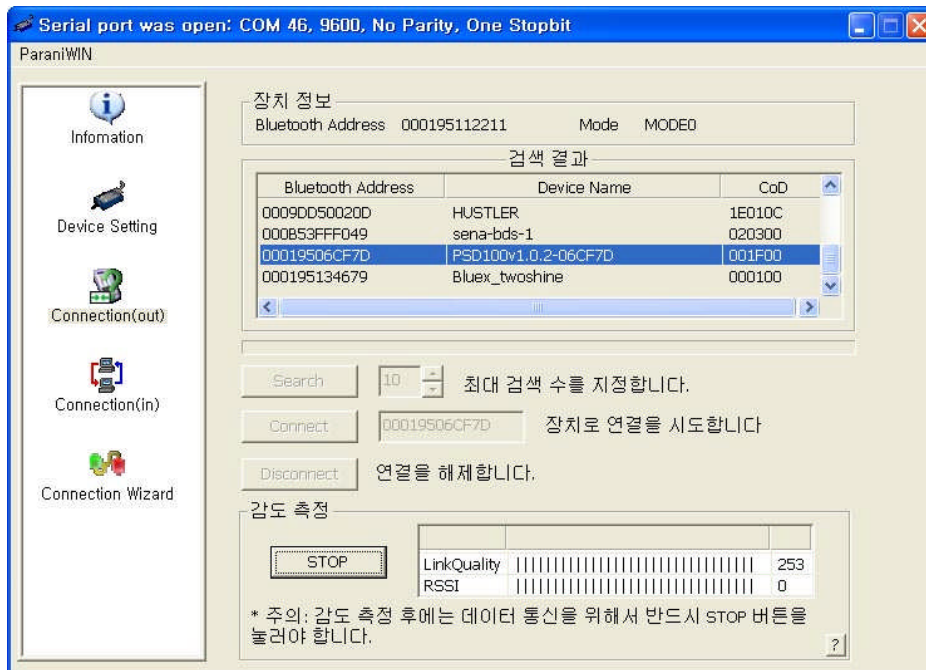 Serial port was open: COM 46, 9600, No Parity, One Stopbit
ParaniWIN
Infomation
Device Setting
Connection(out)
Connection(in)
Connection Wizard
장치 정보
Bluetooth Address 000195112211 Mode MODE0
검색 결과
Bluetooth Address Device Name CoD
0009DD50020D HUSTLER 1E010C
000B53FFF049 sena-bds-1 020300
00019506CF7D PSD100v1.0.2-06CF7D 001F00
000195134679 Bluex_twoshine 000100
Search 10 최대 검색 수를 지정합니다.
Connect 00019506CF7D 장치로 연결을 시도합니다
Disconnect 연결을 해제합니다.
감도 측정
STOP
LinkQuality |||||||||||||||||||||||||||||| 253
RSSI |||||||||||||||||||||||||||||| 0
* 주의: 감도 측정 후에는 데이터 통신을 위해서 반드시 STOP 버튼을
눌러야 합니다.
?